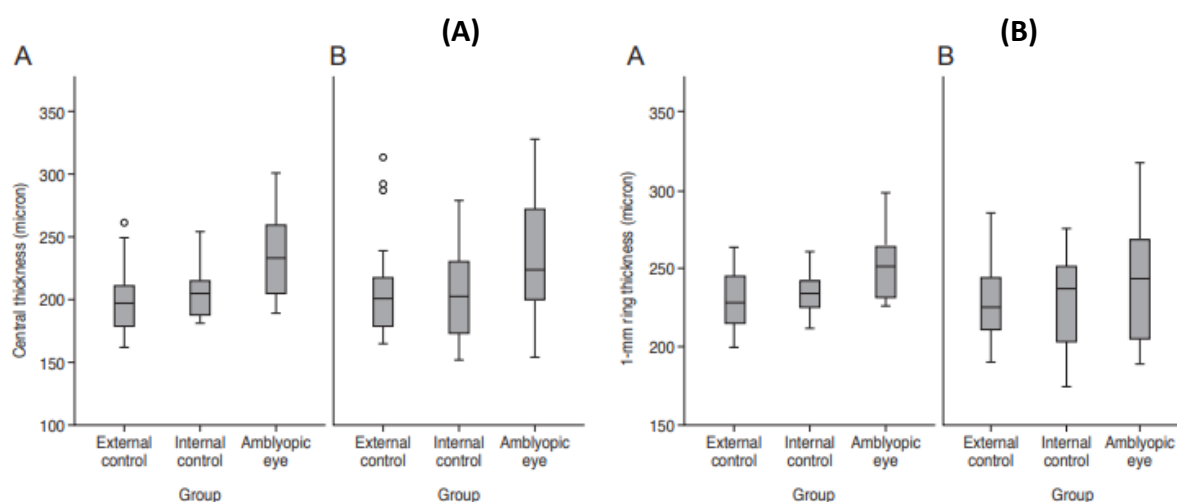 (A)
A
B
Central thickness (micron)
350
300
250
200
150
100
External control
Internal control
Amblyopic eye
Group
External control
Internal control
Amblyopic eye
Group
(B)
A
B
1-mm ring thickness (micron)
350
300
250
200
150
External control
Internal control
Amblyopic eye
Group
External control
Internal control
Amblyopic eye
Group